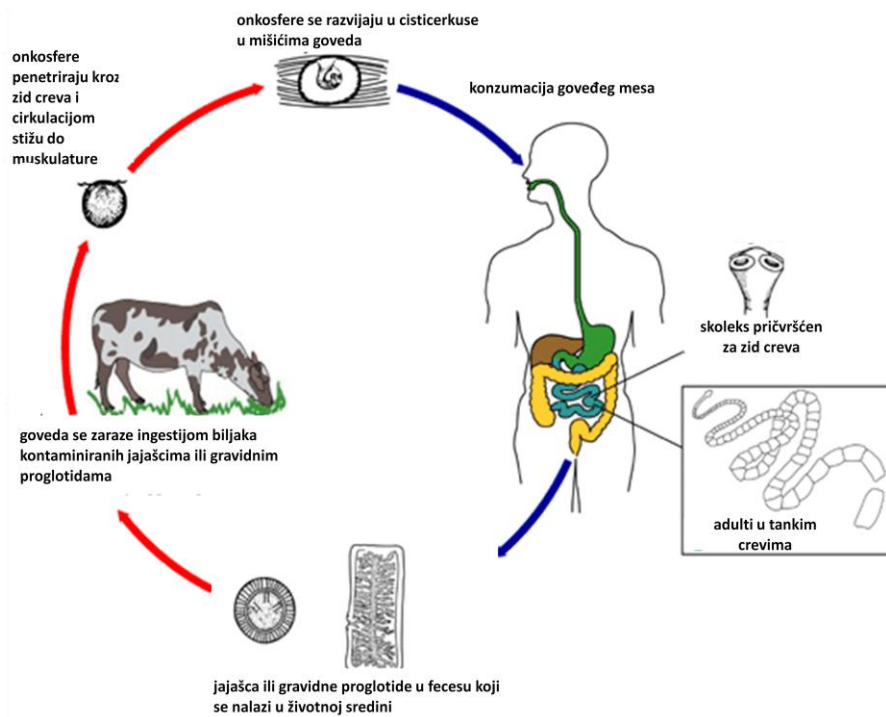 onkosfere se razvijaju u cisticerkuse
u mišićima goveda
onkosfere
penetriraju kroz
zid creva i
cirkulacijom
stižu do
muskulature
konzumacija goveđeg mesa
skoleks pričvršćen
za zid creva
goveda se zaraze ingestijom biljaka
kontaminiranih jajašcima ili gravidnim
proglotidama
adulti u tankim
crevima
jajašca ili gravidne proglotide u fecesu koji
se nalazi u životnoj sredini